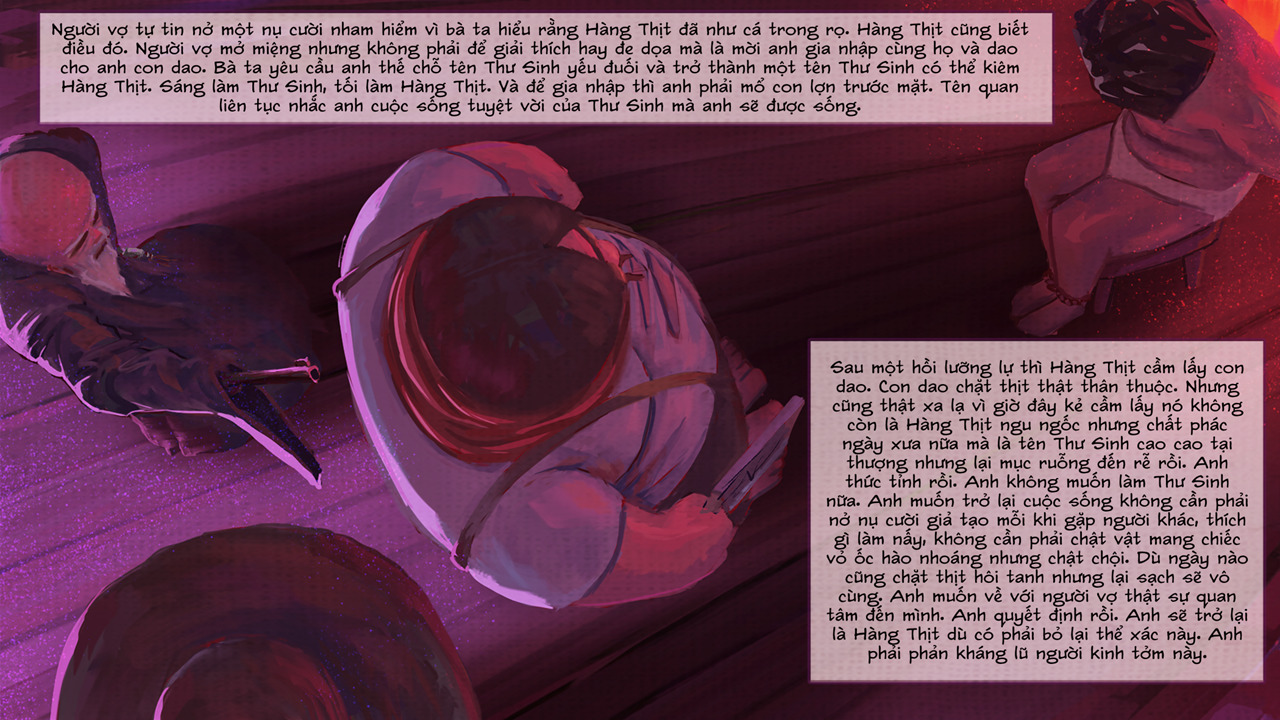 Người vợ tự tin nở một nụ cười nham hiểm vì bà ta hiểu rằng Hàng Thịt đã như cá trong rọ. Hàng Thịt cũng biết
điều đó. Người vợ mở miệng nhưng không phải để giải thích hay đe dọa mà là mời anh gia nhập cùng họ và dao
cho anh con dao. Bà ta yêu cầu anh thế chỗ tên Thư Sinh yếu đuối và trở thành một tên Thư Sinh có thể kiêm
Hàng Thịt. Sáng làm Thư Sinh, tối làm Hàng Thịt. Và để gia nhập thì anh phải mổ con lợn trước mặt. Tên quan
liên tục nhắc anh cuộc sống tuyệt vời của Thư Sinh mà anh sẽ được sống.
Sau một hồi lưỡng lự thì Hàng Thịt cầm lấy con
dao. Con dao chặt thịt thật thân thuộc. Nhưng
cũng thật xa lạ vì giờ đây kẻ cầm lấy nó không
còn là Hàng Thịt ngu ngốc nhưng chất phác
ngày xưa nữa mà là tên Thư Sinh cao cao tại
thượng nhưng lại mục ruỗng đến rễ rồi. Anh
thức tỉnh rồi. Anh không muốn làm Thư Sinh
nữa. Anh muốn trở lại cuộc sống không cần phải
nở nụ cười giả tạo mỗi khi gặp người khác, thích
gì làm nấy, không cần phải chật vật mang chiếc
vỏ ốc hào nhoáng nhưng chật chội. Dù ngày nào
cũng chặt thịt hôi tanh nhưng lại sạch sẽ vô
cùng. Anh muốn về với người vợ thật sự quan
tâm đến mình. Anh quyết định rồi. Anh sẽ trở lại
là Hàng Thịt dù có phải bỏ lại thể xác này. Anh
phải phản kháng lũ người kinh tởm này.